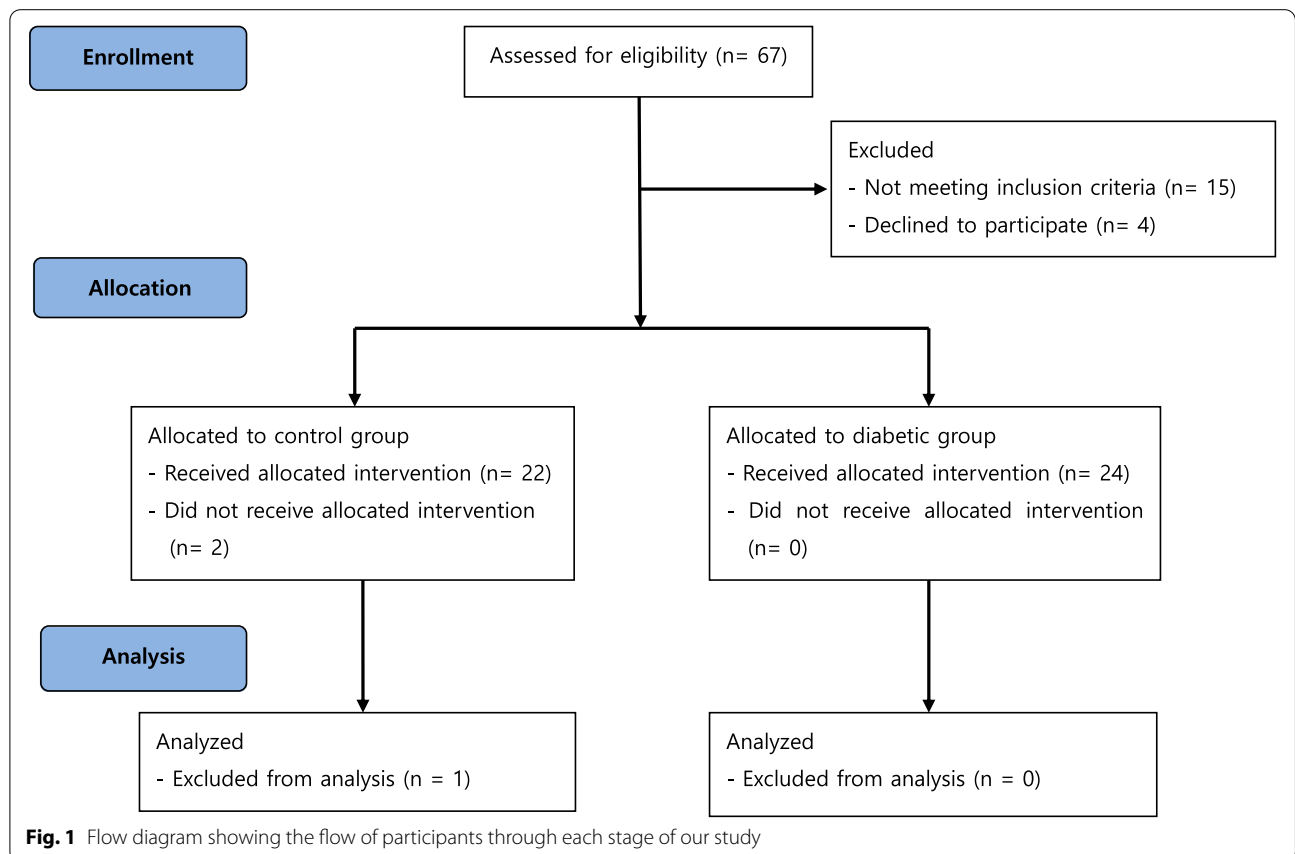 Enrollment
Assessed for eligibility (n= 67)
Excluded
- Not meeting inclusion criteria (n= 15)
- Declined to participate (n= 4)
Allocation
Allocated to control group
- Received allocated intervention (n= 22)
- Did not receive allocated intervention
(n= 2)
Allocated to diabetic group
- Received allocated intervention (n= 24)
- Did not receive allocated intervention
(n= 0)
Analysis
Analyzed
- Excluded from analysis (n = 1)
Analyzed
- Excluded from analysis (n = 0)
Fig. 1 Flow diagram showing the flow of participants through each stage of our study